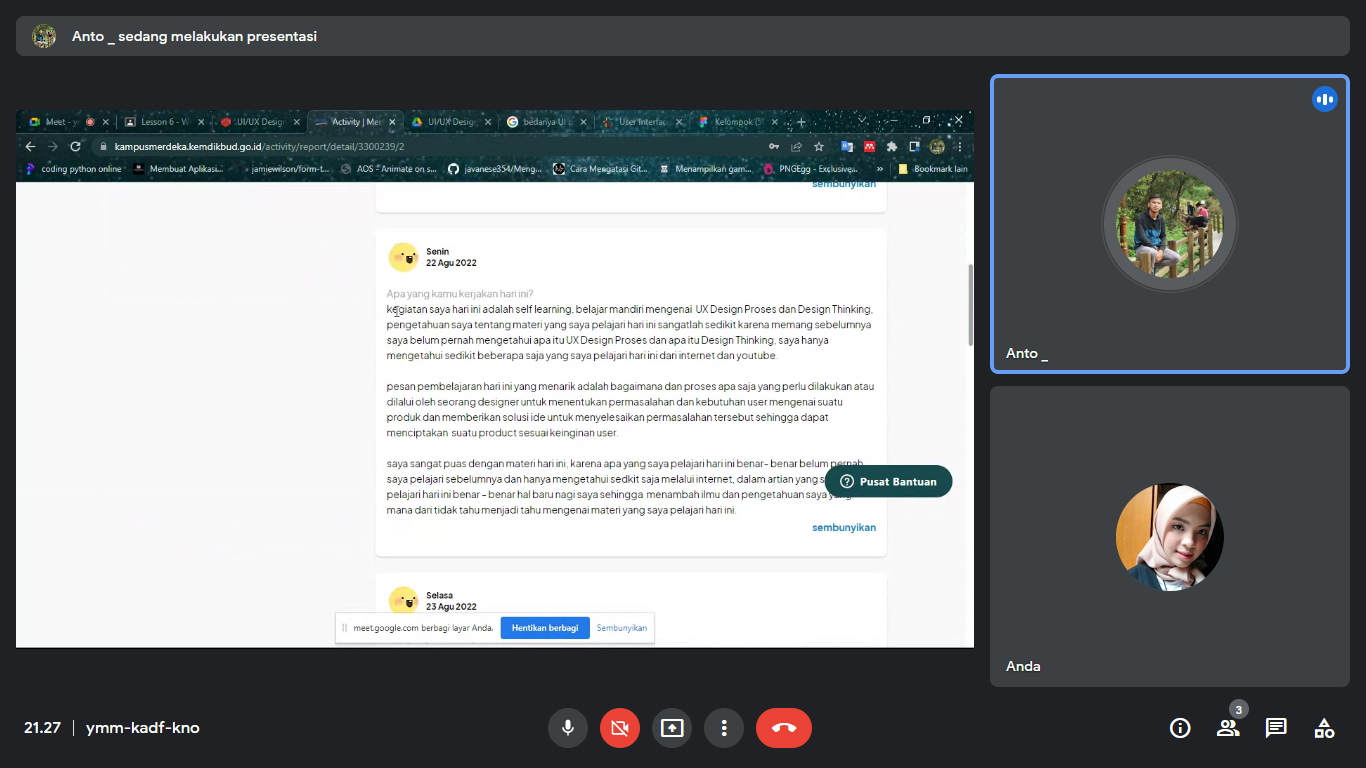 Anto _ sedang melakukan presentasi
Meet - y
Lesson 6 - W
UI/UX Design
Activity | Mer
UI/UX Design
bedanya UI
User Interfac
Kelompok (
kampusmerdeka.kemdikbud.go.id/activity/report/detail/3300239/2
coding python online
Membuat Aplikasi...
jamiewilson/form-t...
AOS - Animate on s...
javanese354/Meng...
Cara Mengatasi Git...
Menampilkan gam...
PNGEgg - Exclusive...
»
Bookmark lain
sembunyikan
Senin
22 Agu 2022
Apa yang kamu kerjakan hari ini?
kegiatan saya hari ini adalah self learning, belajar mandiri mengenai UX Design Proses dan Design Thinking,
pengetahuan saya tentang materi yang saya pelajari hari ini sangatlah sedikit karena memang sebelumnya
saya belum pernah mengetahui apa itu UX Design Proses dan apa itu Design Thinking, saya hanya
mengetahui sedikit beberapa saja yang saya pelajari hari ini dari internet dan youtube.
pesan pembelajaran hari ini yang menarik adalah bagaimana dan proses apa saja yang perlu dilakukan atau
dilalui oleh seorang designer untuk menentukan permasalahan dan kebutuhan user mengenai suatu
produk dan memberikan solusi ide untuk menyelesaikan permasalahan tersebut sehingga dapat
menciptakan suatu product sesuai keinginan user.
saya sangat puas dengan materi hari ini, karena apa yang saya pelajari hari ini benar- benar belum pernah
saya pelajari sebelumnya dan hanya mengetahui sedkit saja melalui internet, dalam artian yang s
pelajari hari ini benar - benar hal baru nagi saya sehingga menambah ilmu dan pengetahuan saya yang
mana dari tidak tahu menjadi tahu mengenai materi yang saya pelajari hari ini.
Pusat Bantuan
sembunyikan
Selasa
23 Agu 2022
meet.google.com berbagi layar Anda.
Hentikan berbagi
Sembunyikan
Anto _
Anda
21.27
ymm-kadf-kno
3